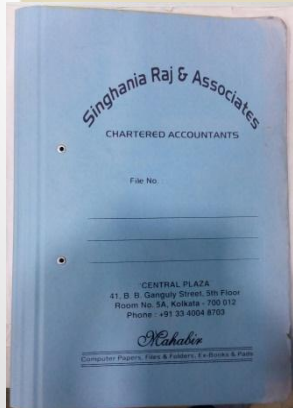 Singhania Raj & Associates
CHARTERED ACCOUNTANTS
File No.
CENTRAL PLAZA
41, B. B. Ganguly Street, 5th Floor
Room No. 5A, Kolkata - 700 012
Phone : +91 33 4004 8703
Mahabir
Computer Papers, Files & Folders, Ex-Books & Pads